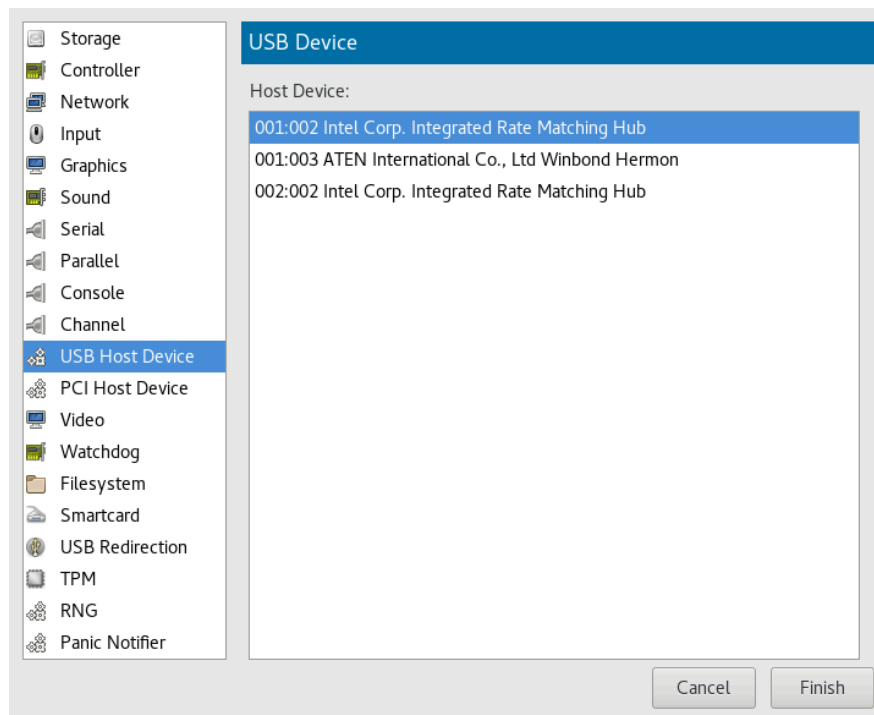 Storage
Controller
Network
Input
Graphics
Sound
Serial
Parallel
Console
Channel
USB Host Device
PCI Host Device
Video
Watchdog
Filesystem
Smartcard
USB Redirection
TPM
RNG
Panic Notifier
USB Device
Host Device:
001:002 Intel Corp. Integrated Rate Matching Hub
001:003 ATEN International Co., Ltd Winbond Hermon
002:002 Intel Corp. Integrated Rate Matching Hub
Cancel
Finish